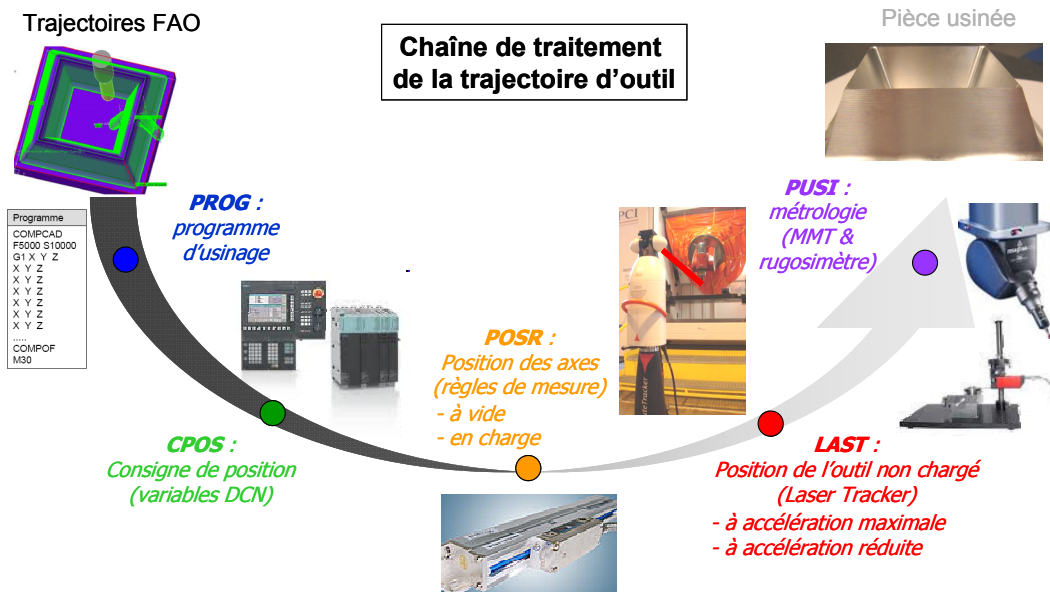 Trajectoires FAO
Chaîne de traitement
de la trajectoire d'outil
Pièce usinée
Programme
COMPCAD
F5000 S10000
G1 X Y Z
X Y Z
X Y Z
X Y Z
X Y Z
X Y Z
X Y Z
.....
COMPOF
M30
PROG :
programme
d'usinage
CPOS :
Consigne de position
(variables DCN)
POSR :
Position des axes
(règles de mesure)
- à vide
- en charge
PCI
LAST :
Position de l'outil non chargé
(Laser Tracker)
- à accélération maximale
- à accélération réduite
PUSI :
métrologie
(MMT &
rugosimètre)